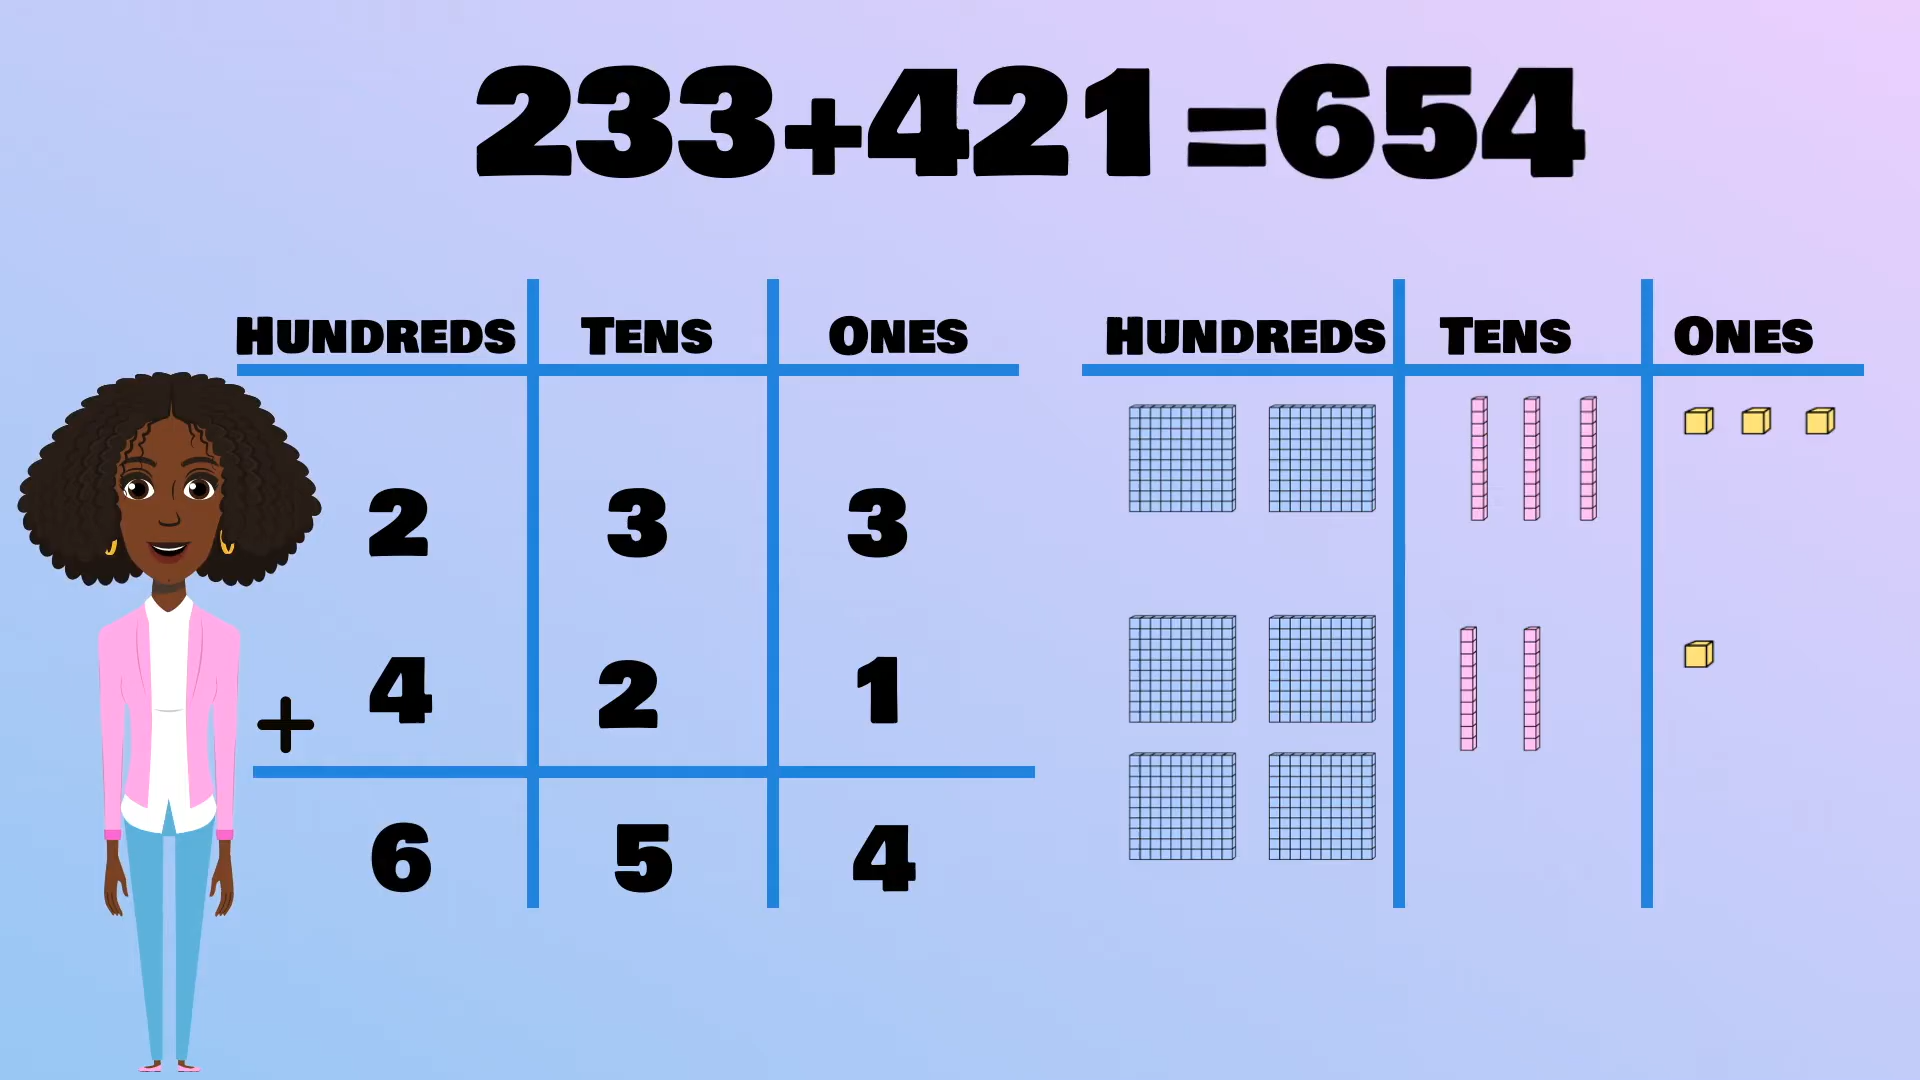 233+421=654
Hundreds Tens Ones
2 3 3
+ 4 2 1
6 5 4
Hundreds Tens Ones